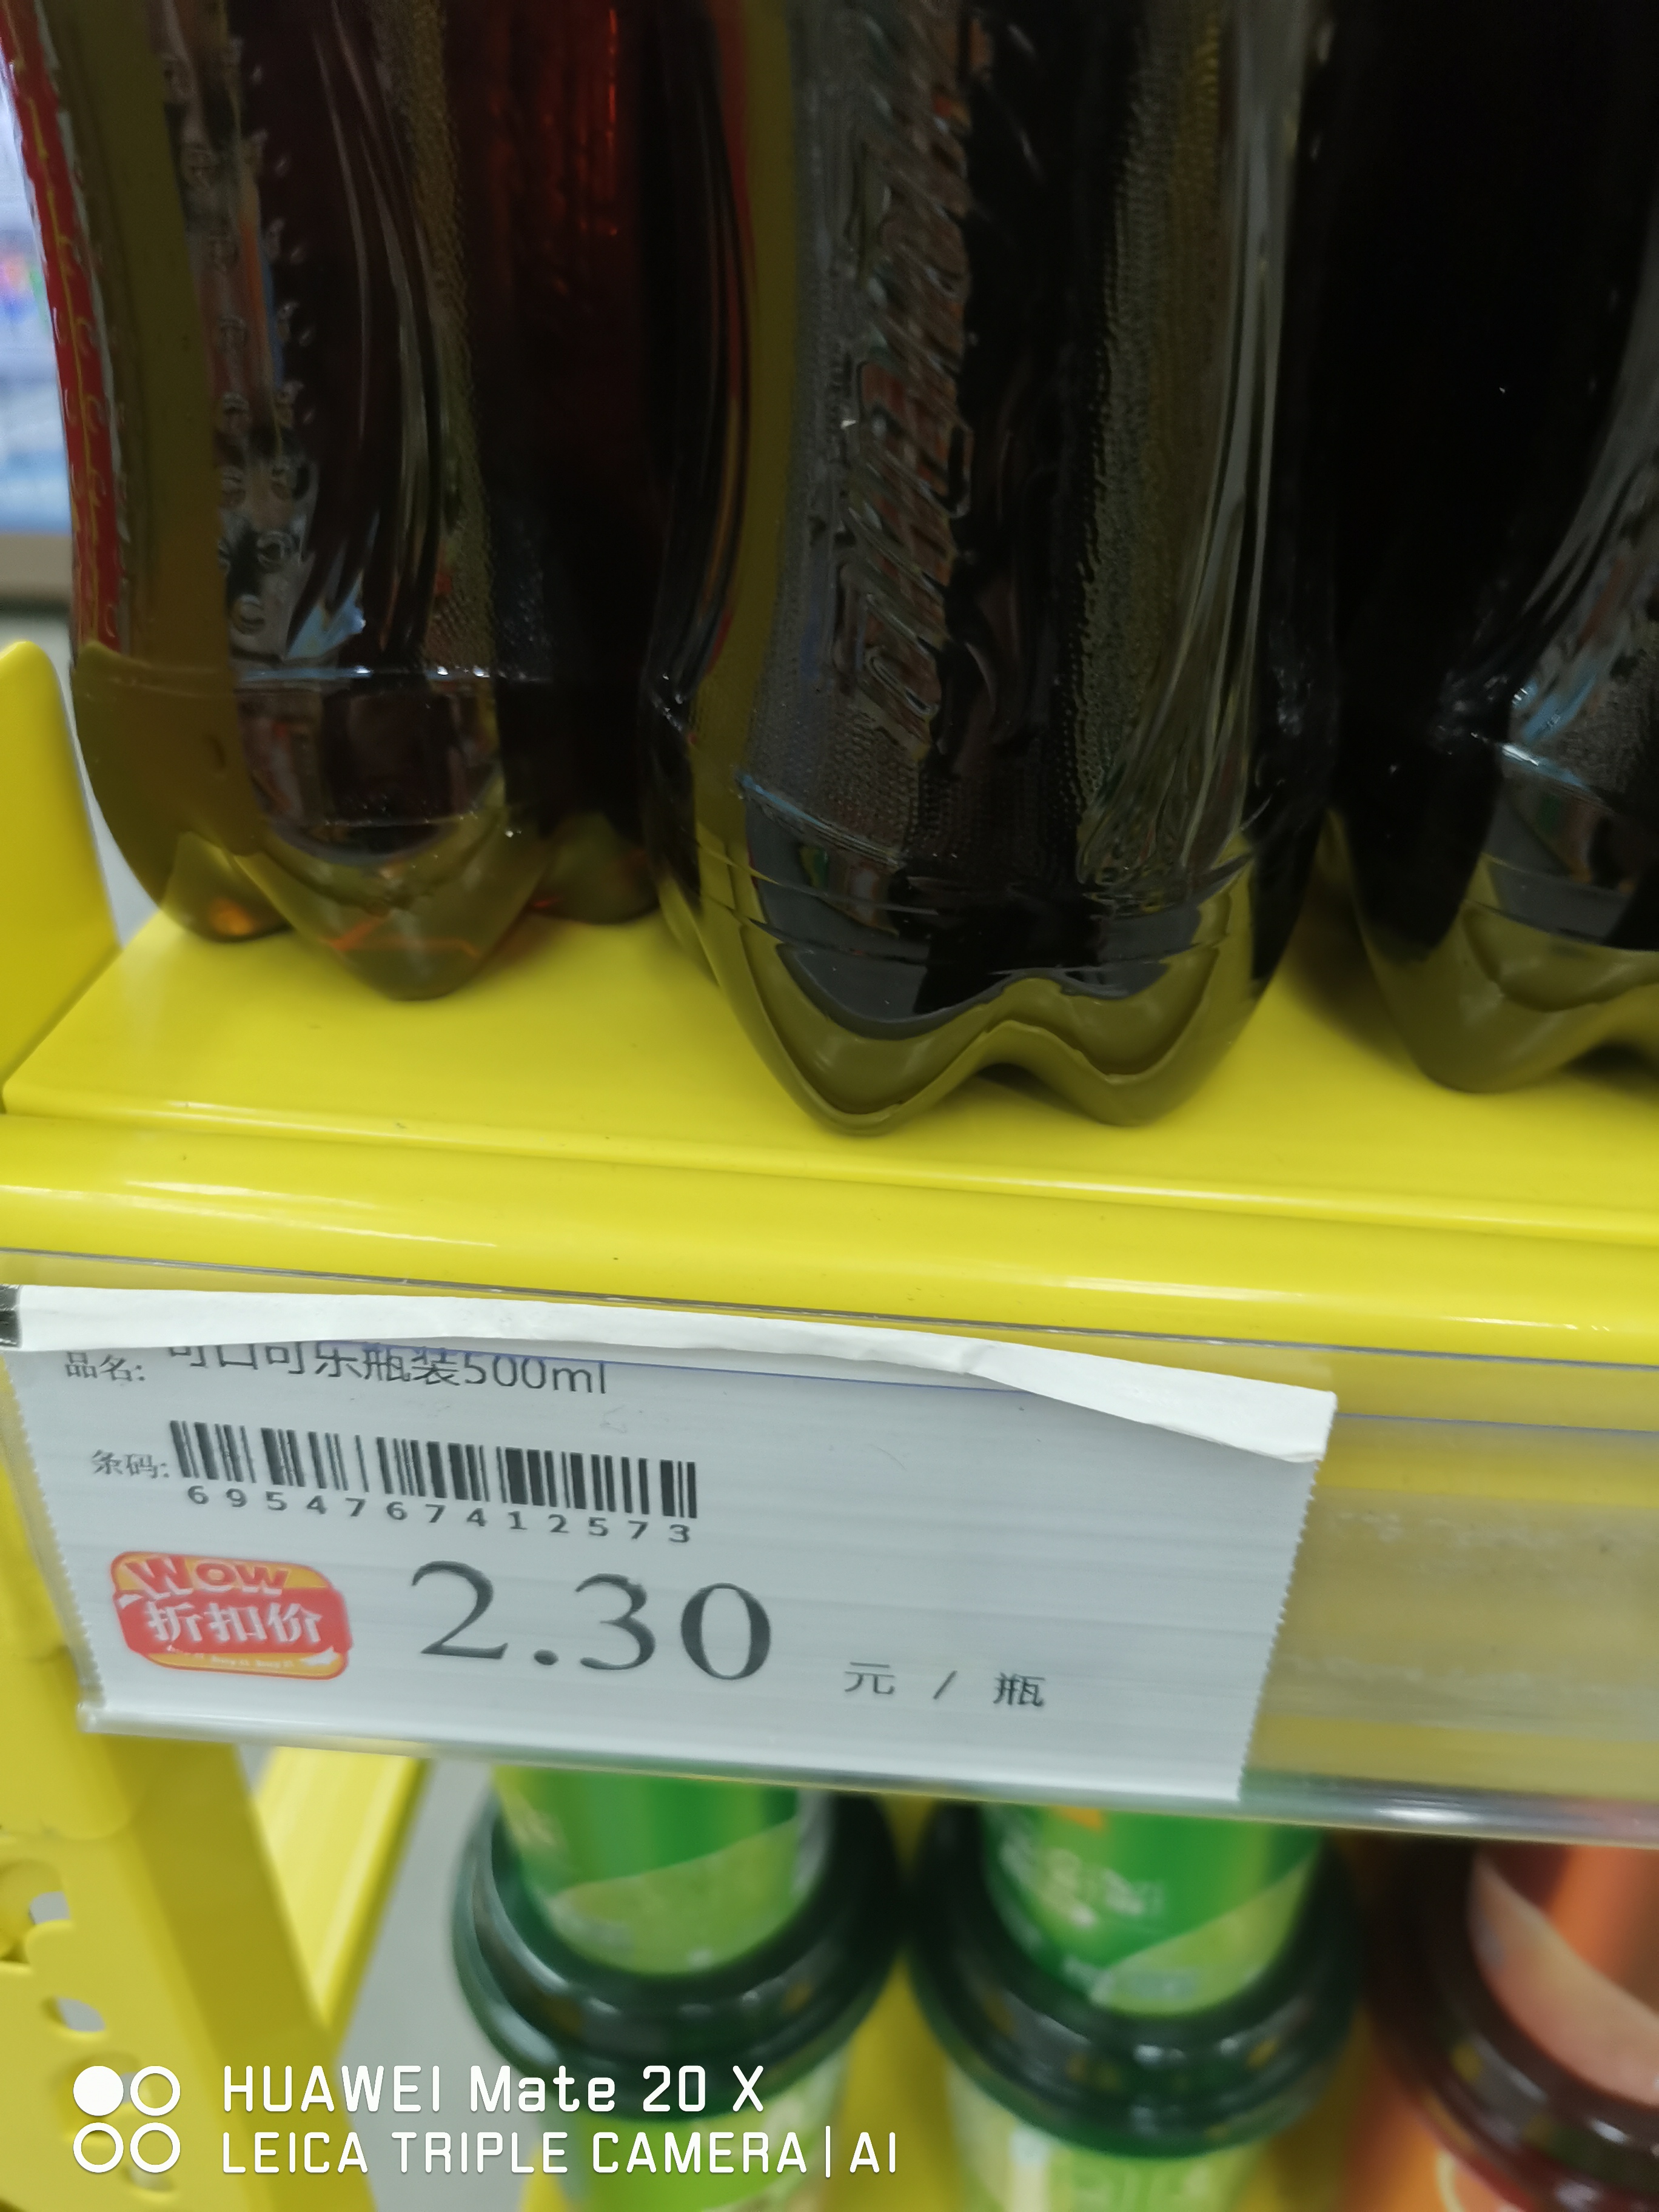 品名: 可口可乐瓶装500ml
条码:
6954767412573
WOW
折扣价
2.30 元 / 瓶
HUAWEI Mate 20 X
LEICA TRIPLE CAMERA | AI